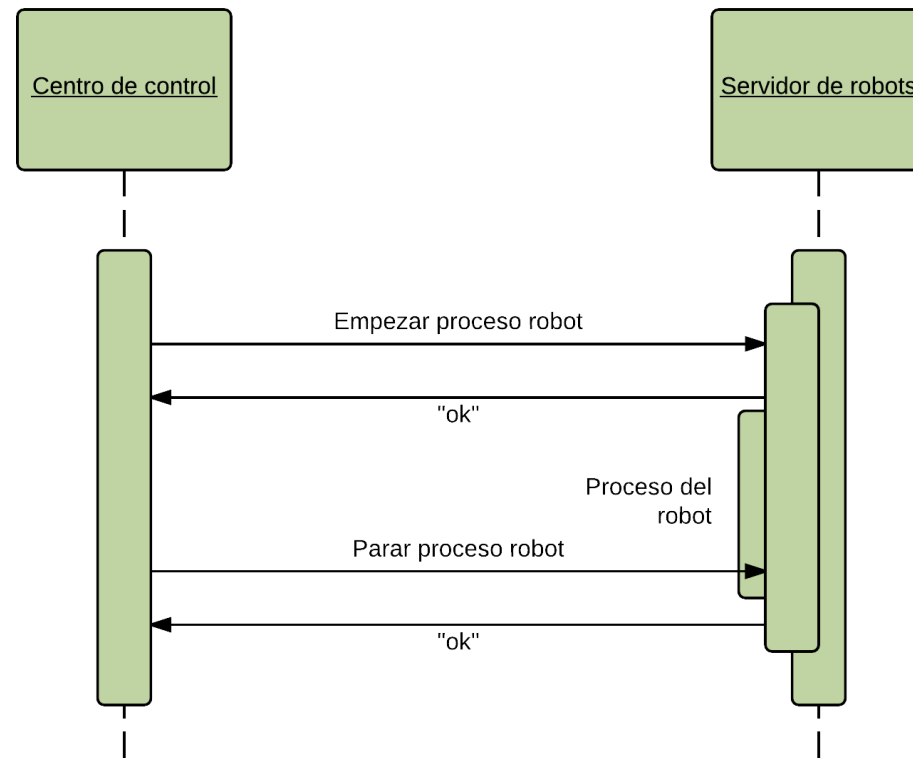 Centro de control
Servidor de robots
Empezar proceso robot
"ok"
Proceso del
robot
Parar proceso robot
"ok"